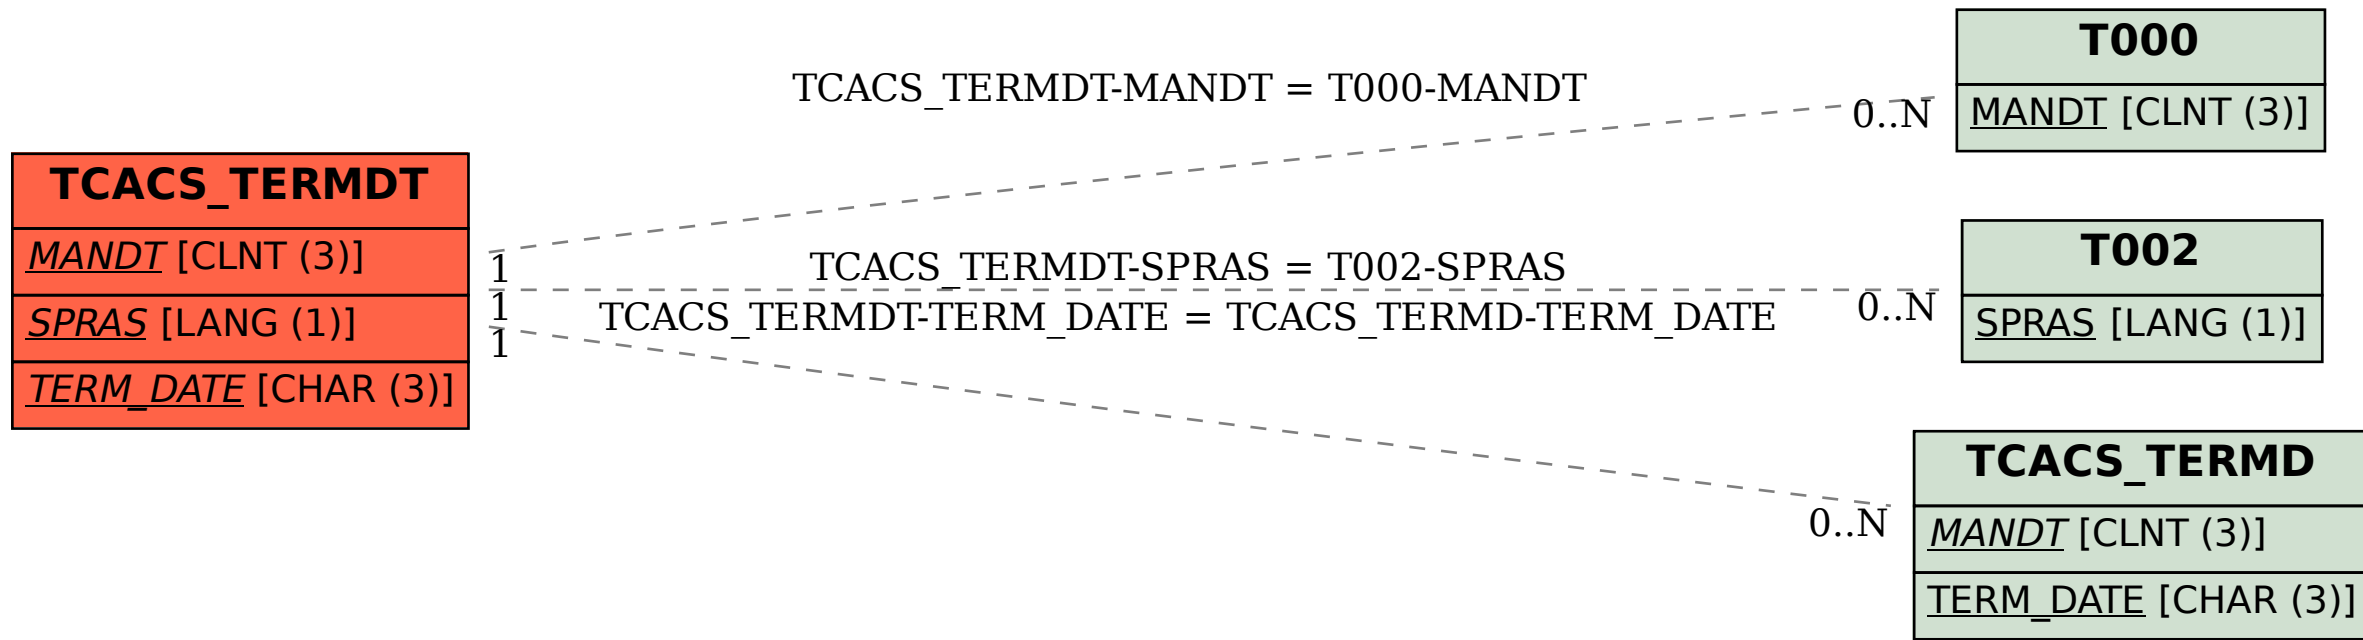 TCACS_TERMDT
MANDT [CLNT (3)]
SPRAS [LANG (1)]
TERM_DATE [CHAR (3)]
TCACS_TERMDT-MANDT = T000-MANDT
1
0..N
TCACS_TERMDT-SPRAS = T002-SPRAS
1
0..N
TCACS_TERMDT-TERM_DATE = TCACS_TERMD-TERM_DATE
1
0..N
T000
MANDT [CLNT (3)]
T002
SPRAS [LANG (1)]
TCACS_TERMD
MANDT [CLNT (3)]
TERM_DATE [CHAR (3)]